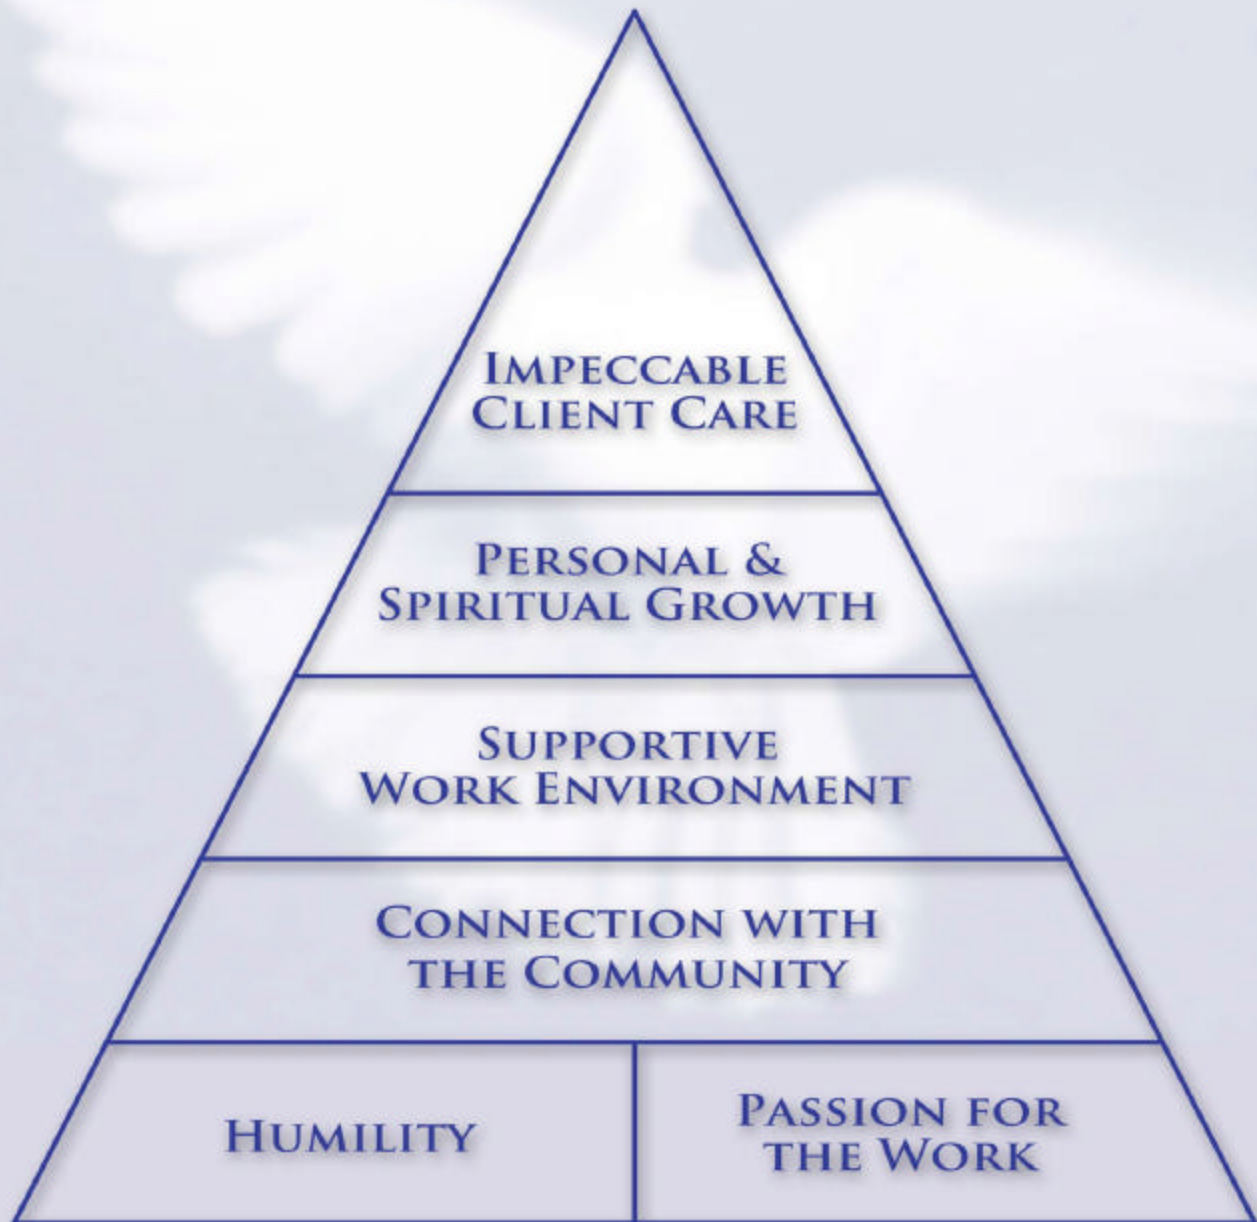 Impeccable
Client Care
Personal &
Spiritual Growth
Supportive
Work Environment
Connection with
the Community
Humility
Passion for
the Work